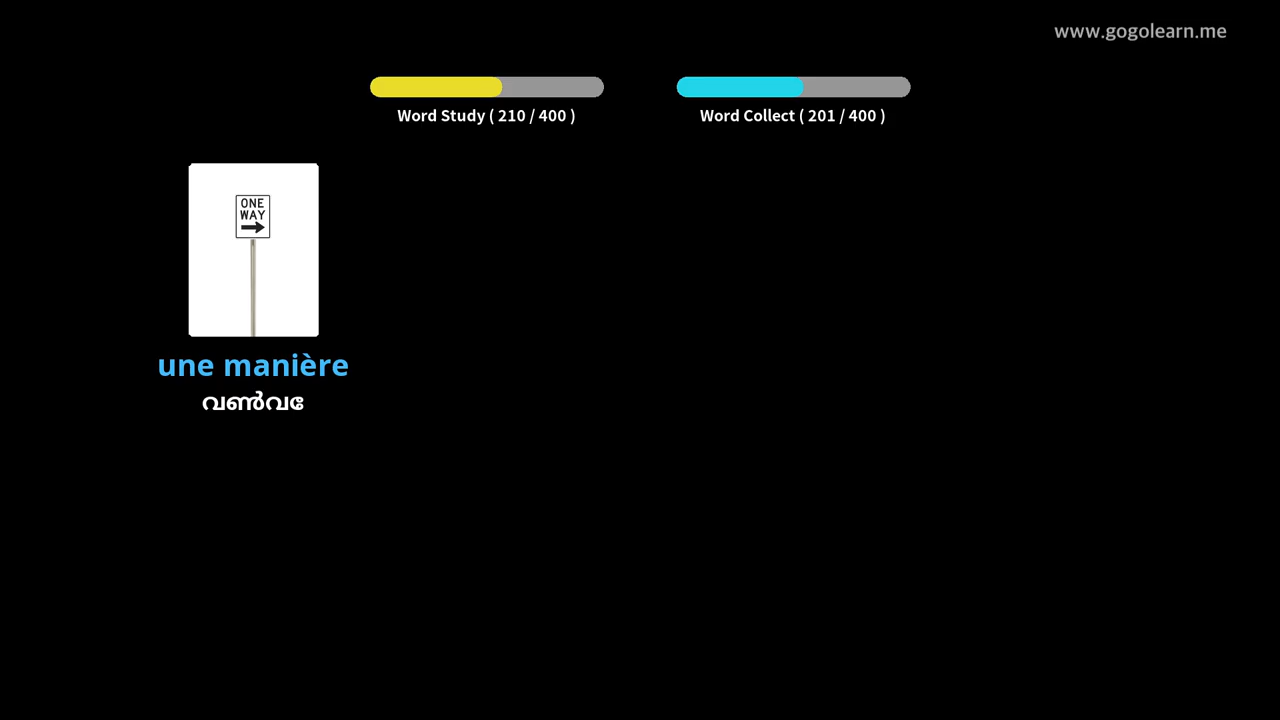 www.gogolearn.me
Word Study ( 210 / 400 )
Word Collect ( 201 / 400 )
ONE
WAY
une manière
വൺവേ